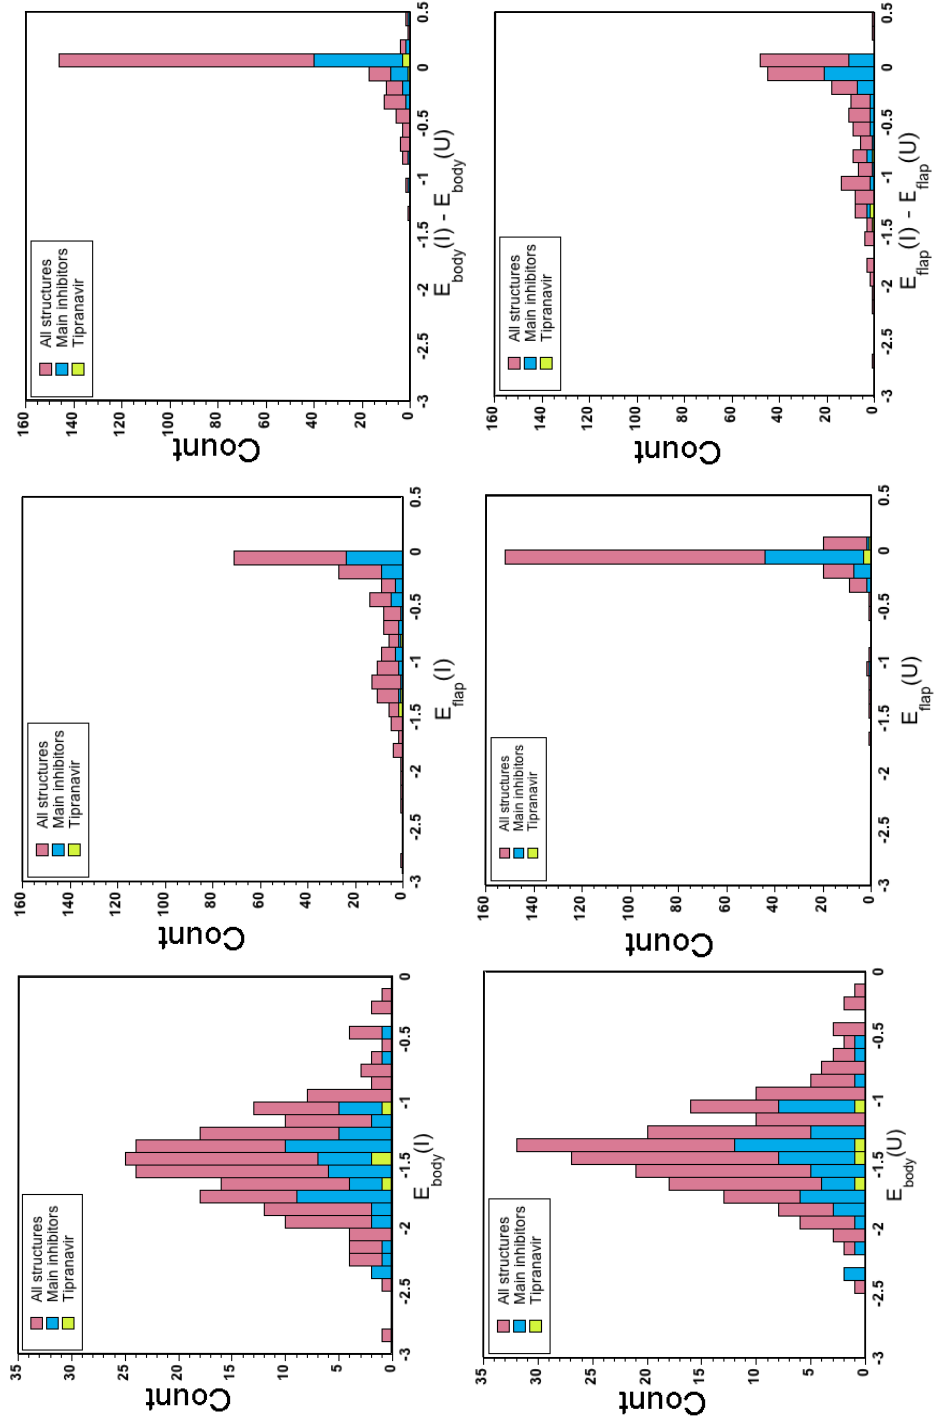 Count
35
30
25
20
15
10
5
0
All structures
Main inhibitors
Tipranavir
-3 -2.5 -2 -1.5 -1 -0.5 0
E body (I)
Count
160
140
120
100
80
60
40
20
0
All structures
Main inhibitors
Tipranavir
-3 -2.5 -2 -1.5 -1 -0.5 0 0.5
E flap (I)
Count
160
140
120
100
80
60
40
20
0
All structures
Main inhibitors
Tipranavir
-3 -2.5 -2 -1.5 -1 -0.5 0 0.5
E body (I) - E body (U)
Count
35
30
25
20
15
10
5
0
All structures
Main inhibitors
Tipranavir
-3 -2.5 -2 -1.5 -1 -0.5 0
E body (U)
Count
160
140
120
100
80
60
40
20
0
All structures
Main inhibitors
Tipranavir
-3 -2.5 -2 -1.5 -1 -0.5 0 0.5
E flap (U)
Count
160
140
120
100
80
60
40
20
0
All structures
Main inhibitors
Tipranavir
-3 -2.5 -2 -1.5 -1 -0.5 0 0.5
E flap (I) - E flap (U)